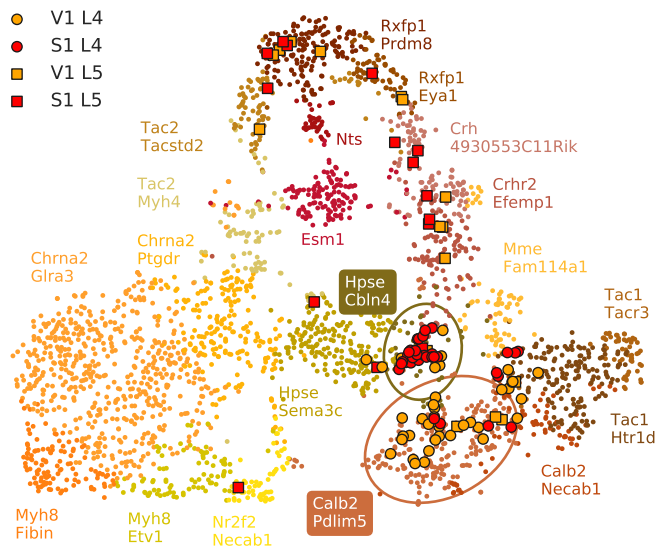 V1 L4
S1 L4
V1 L5
S1 L5
Rxfp1
Prdm8
Rxfp1
Eya1
Tac2
Tacstd2
Nts
Crh
4930553C11Rik
Tac2
Myh4
Crhr2
Efemp1
Esm1
Chrna2
Ptgdr
Mme
Fam114a1
Chrna2
Glra3
Hpse
Cbln4
Tac1
Tacr3
Hpse
Sema3c
Tac1
Htr1d
Calb2
Necab1
Calb2
Pdlim5
Myh8
Fibin
Myh8
Etv1
Nr2f2
Necab1